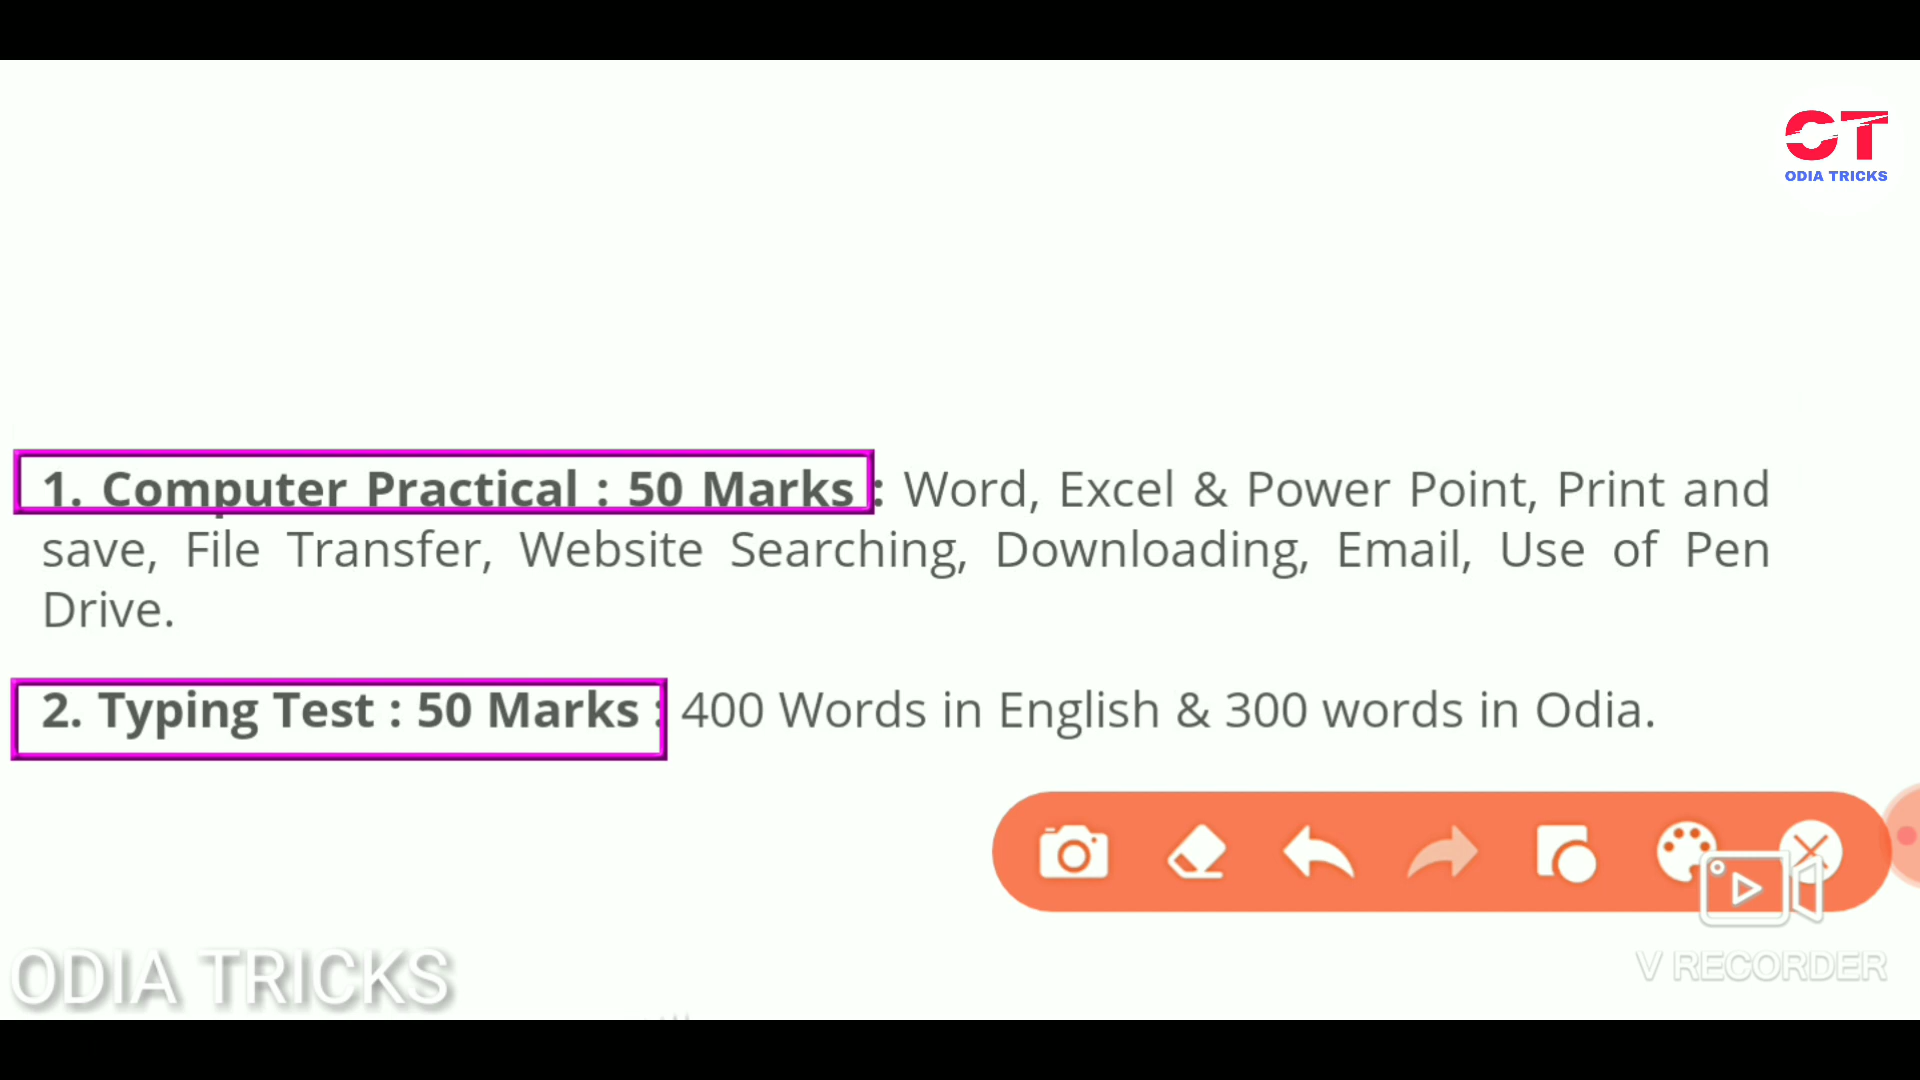 OT
ODIA TRICKS
1. Computer Practical : 50 Marks : Word, Excel & Power Point, Print and
save, File Transfer, Website Searching, Downloading, Email, Use of Pen
Drive.
2. Typing Test : 50 Marks : 400 Words in English & 300 words in Odia.
ODIA TRICKS
V RECORDER